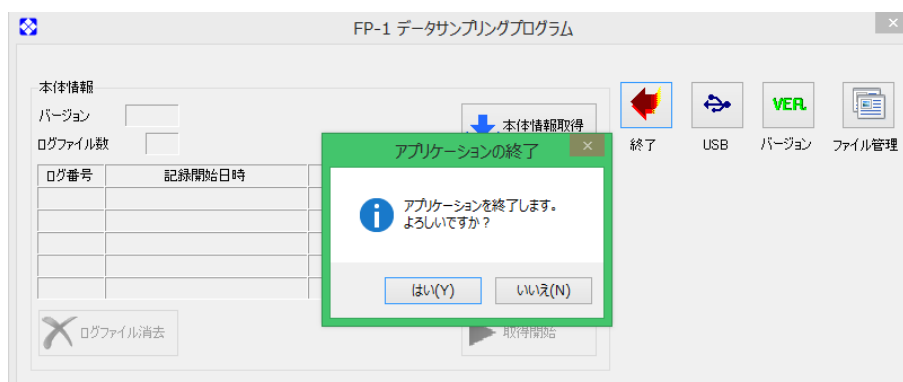 FP-1 データサンプリングプログラム
本体情報
バージョン
本体情報取得
ログファイル数
終了
USB
VER.
バージョン
ファイル管理
ログ番号
記録開始日時
アプリケーションの終了
アプリケーションを終了します。
よろしいですか？
はい(Y)
いいえ(N)
ログファイル消去
取得開始